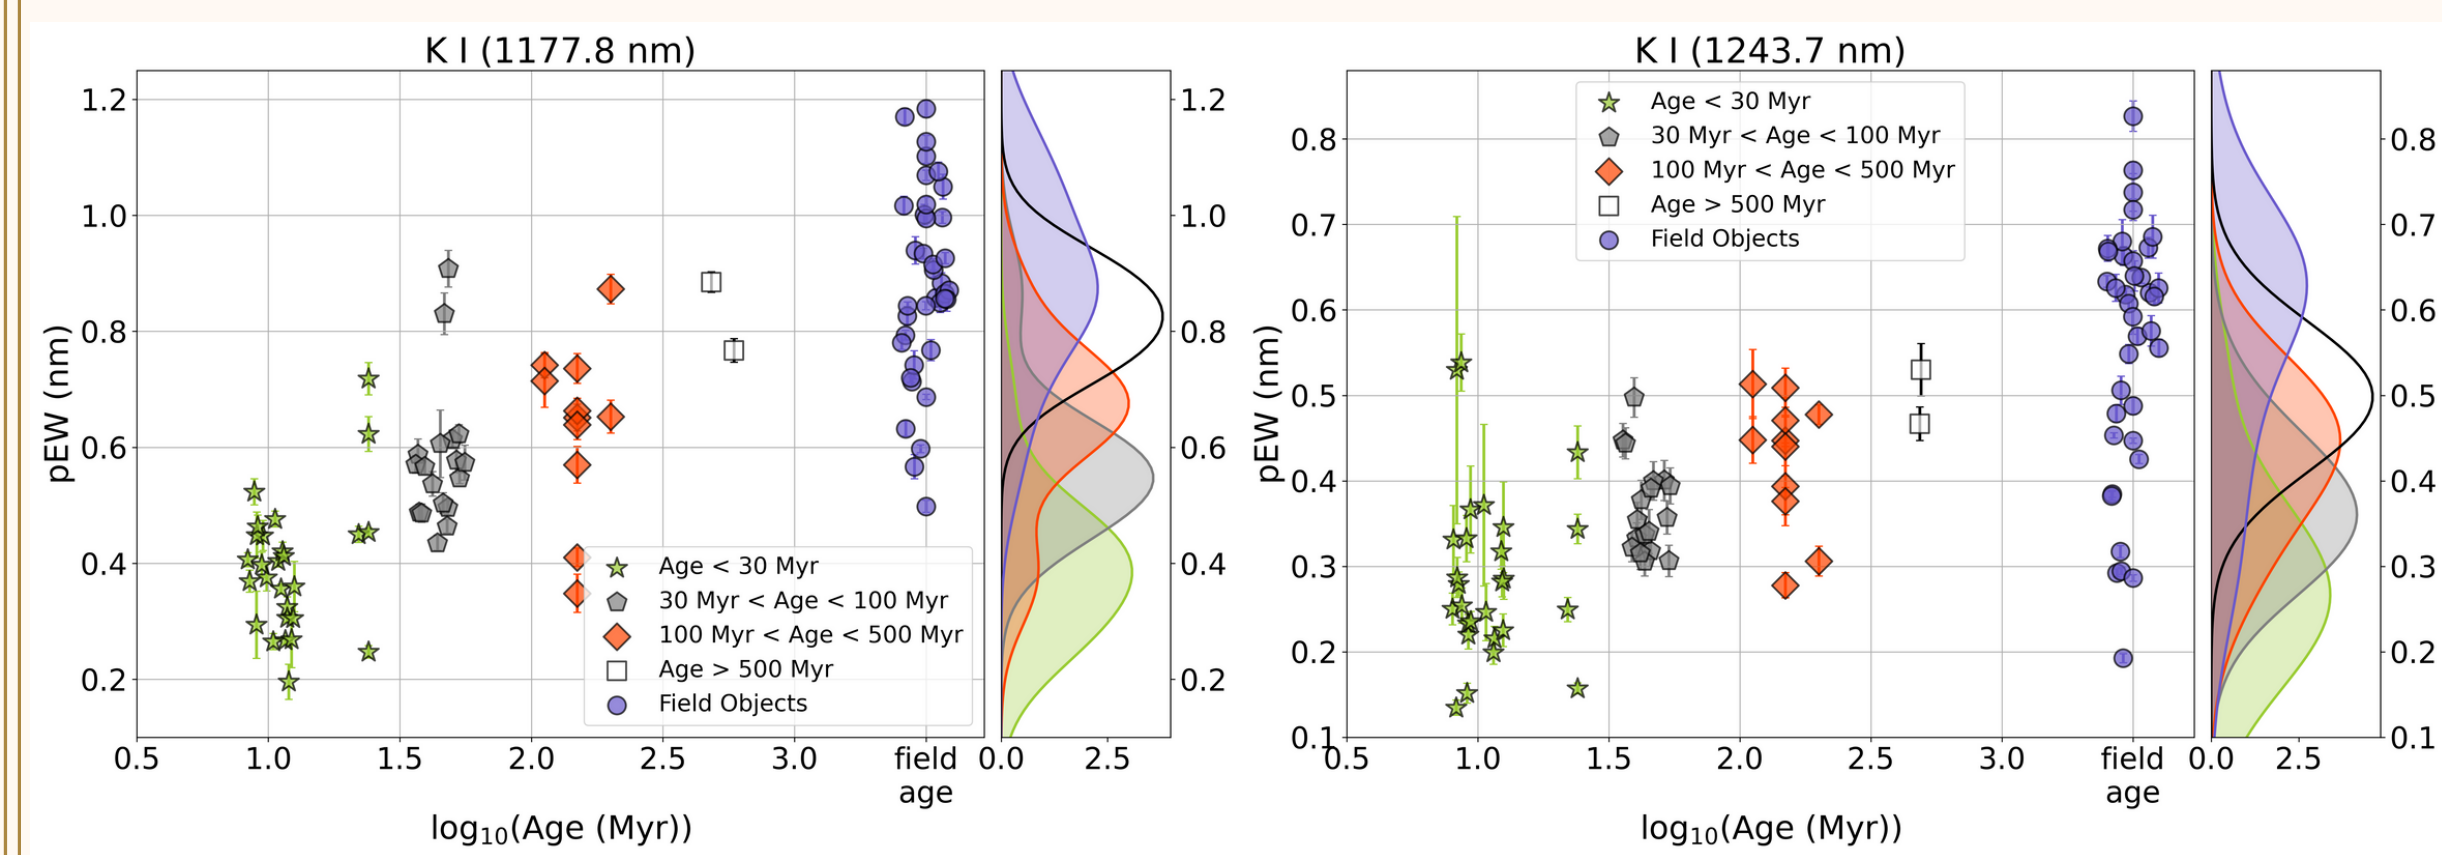 K I (1177.8 nm)
pEW (nm)
1.2
1.0
0.8
0.6
0.4
0.2
Age < 30 Myr
30 Myr < Age < 100 Myr
100 Myr < Age < 500 Myr
Age > 500 Myr
Field Objects
0.5 1.0 1.5 2.0 2.5 3.0 field age
log₁₀(Age (Myr))
1.2
1.0
0.8
0.6
0.4
0.2
0.0 2.5
K I (1243.7 nm)
pEW (nm)
0.8
0.7
0.6
0.5
0.4
0.3
0.2
0.1
Age < 30 Myr
30 Myr < Age < 100 Myr
100 Myr < Age < 500 Myr
Age > 500 Myr
Field Objects
0.5 1.0 1.5 2.0 2.5 3.0 field age
log₁₀(Age (Myr))
0.8
0.7
0.6
0.5
0.4
0.3
0.2
0.1
0.0 2.5